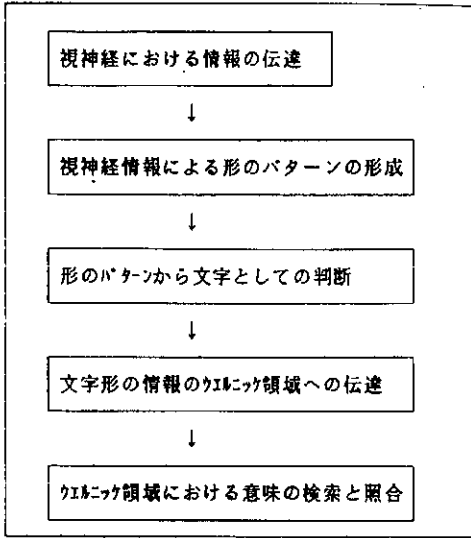 視神経における情報の伝達
↓
視神経情報による形のパターンの形成
↓
形のﾊﾟﾀｰﾝから文字としての判断
↓
文字形の情報のｳｴﾙﾆｯｹ領域への伝達
↓
ｳｴﾙﾆｯｹ領域における意味の検索と照合